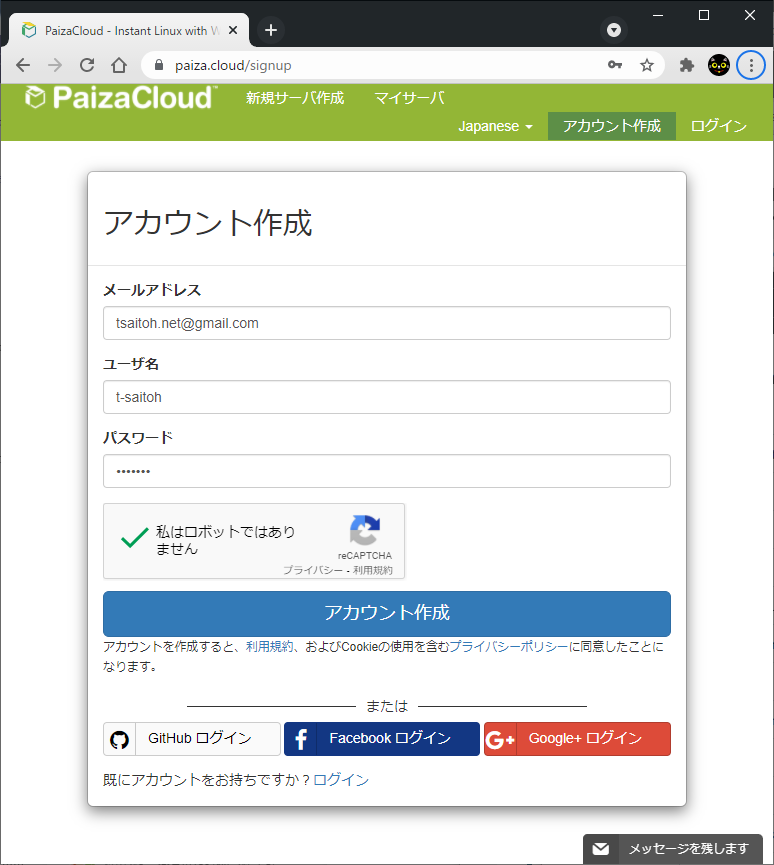 PaizaCloud - Instant Linux with W
paiza.cloud/signup
PaizaCloud 新規サーバ作成 マイサーバ
Japanese アカウント作成 ログイン
アカウント作成
メールアドレス
tsaitoh.net@gmail.com
ユーザ名
t-saitoh
パスワード
•••••••
私はロボットではあり
ません
reCAPTCHA
プライバシー - 利用規約
アカウント作成
アカウントを作成すると、利用規約、およびCookieの使用を含むプライバシーポリシーに同意したことに
なります。
または
GitHub ログイン
Facebook ログイン
G+ Google+ ログイン
既にアカウントをお持ちですか？ログイン
メッセージを残します